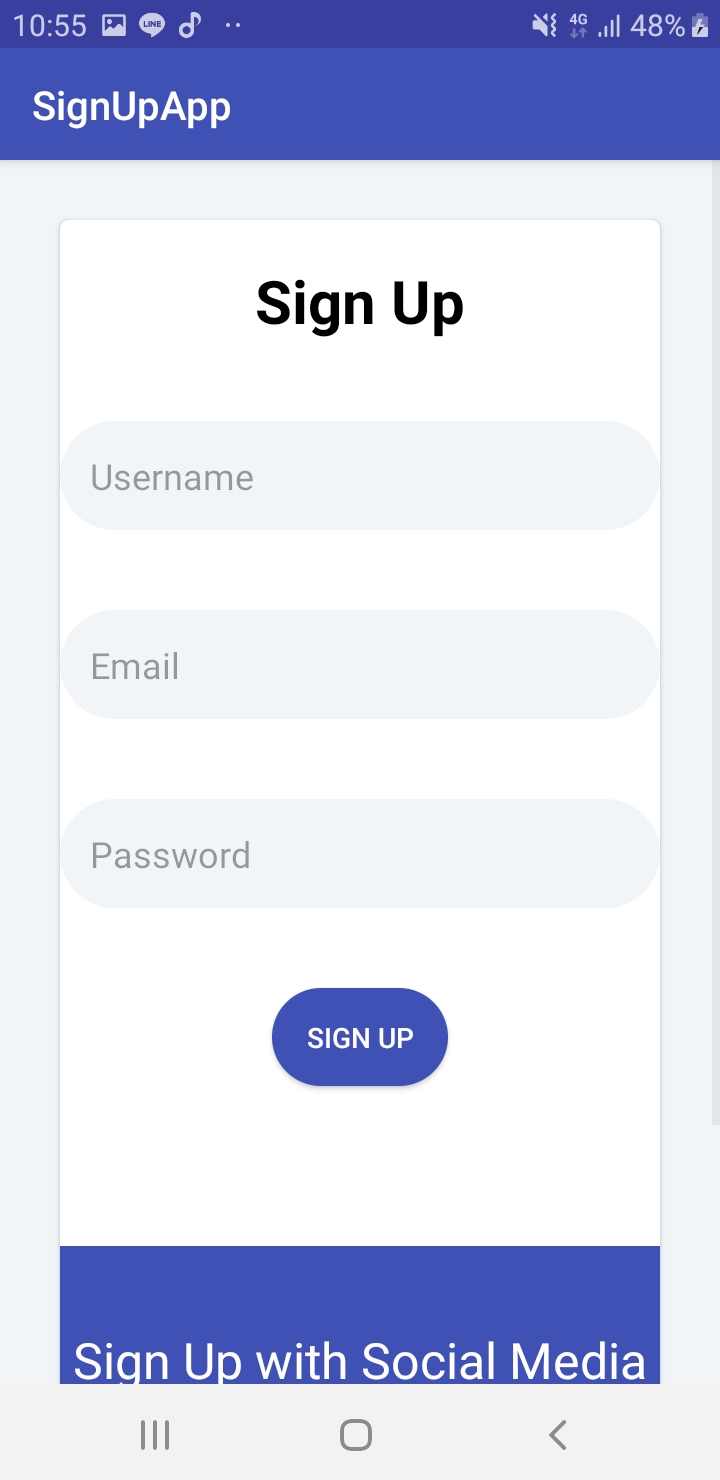 10:55 LINE 4G 48%
SignUpApp
Sign Up
Username
Email
Password
SIGN UP
Sign Up with Social Media